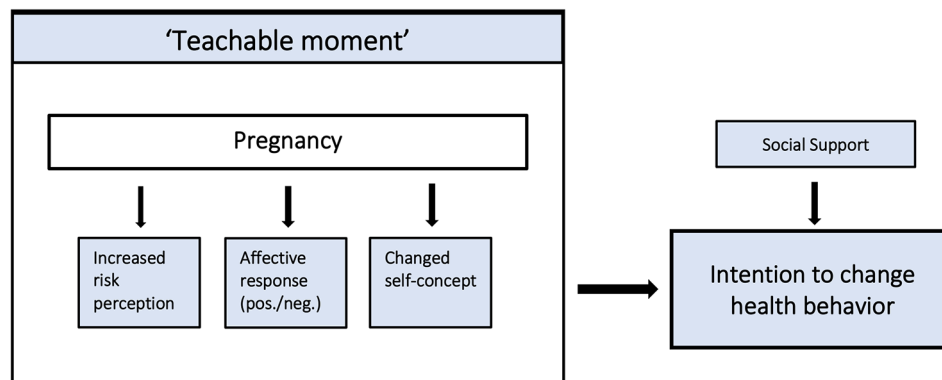 ‘Teachable moment’
Pregnancy
Increased
risk
perception
Affective
response
(pos./neg.)
Changed
self-concept
Social Support
Intention to change
health behavior